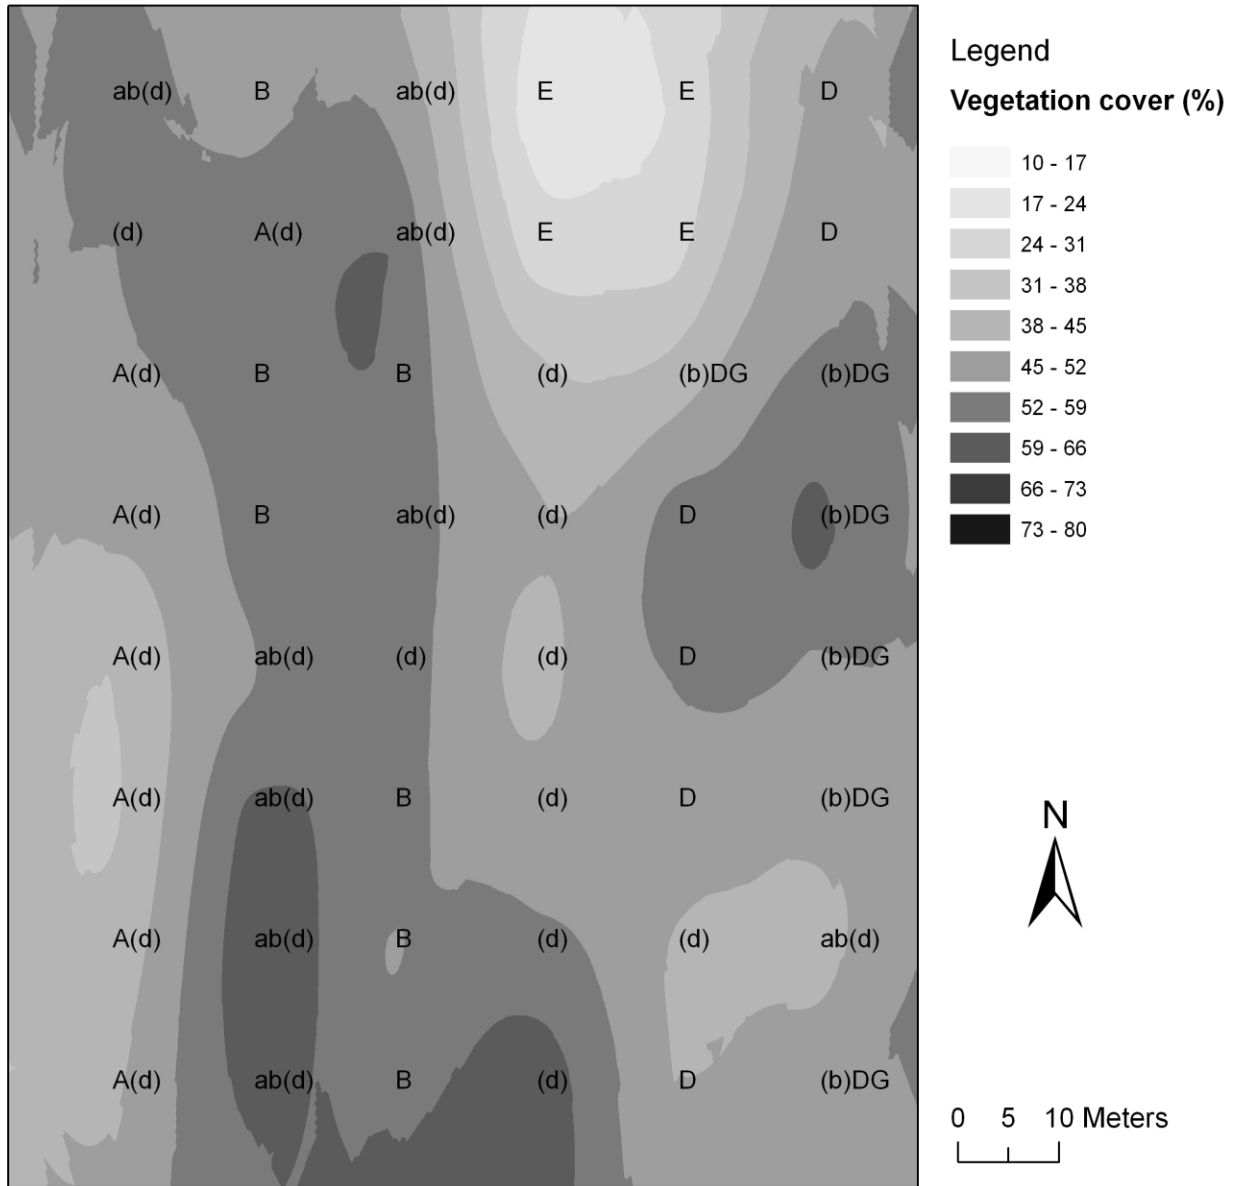 ab(d) B ab(d) E E D
(d) A(d) ab(d) E E D
A(d) B B (d) (b)DG (b)DG
A(d) B ab(d) (d) D (b)DG
A(d) ab(d) (d) (d) D (b)DG
A(d) ab(d) B (d) D (b)DG
A(d) ab(d) B (d) (d) ab(d)
A(d) ab(d) B (d) D (b)DG
Legend
Vegetation cover (%)
10 - 17
17 - 24
24 - 31
31 - 38
38 - 45
45 - 52
52 - 59
59 - 66
66 - 73
73 - 80
N
0 5 10 Meters